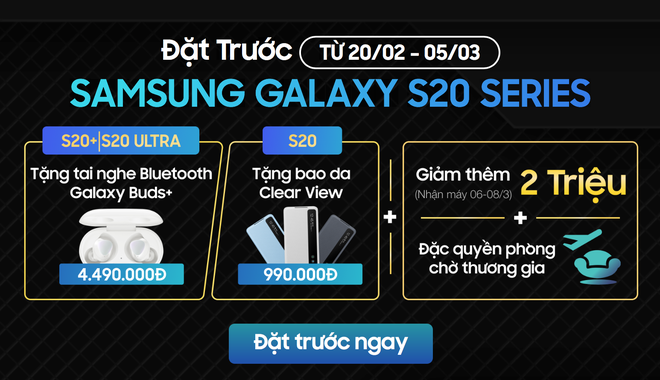 Đặt Trước TỪ 20/02 - 05/03
SAMSUNG GALAXY S20 SERIES
S20+|S20 ULTRA
Tặng tai nghe Bluetooth
Galaxy Buds+
4.490.000Đ
S20
Tặng bao da
Clear View
990.000Đ
+
Giảm thêm
(Nhận máy 06-08/3)
2 Triệu
+
Đặc quyền phòng
chờ thương gia
Đặt trước ngay